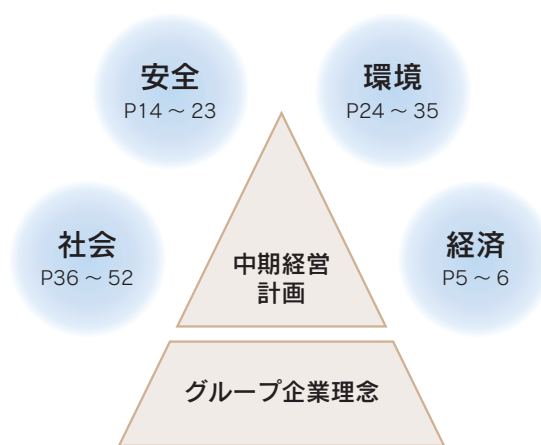 安全
P14 ~ 23
環境
P24 ~ 35
社会
P36 ~ 52
中期経営
計画
経済
P5 ~ 6
グループ企業理念